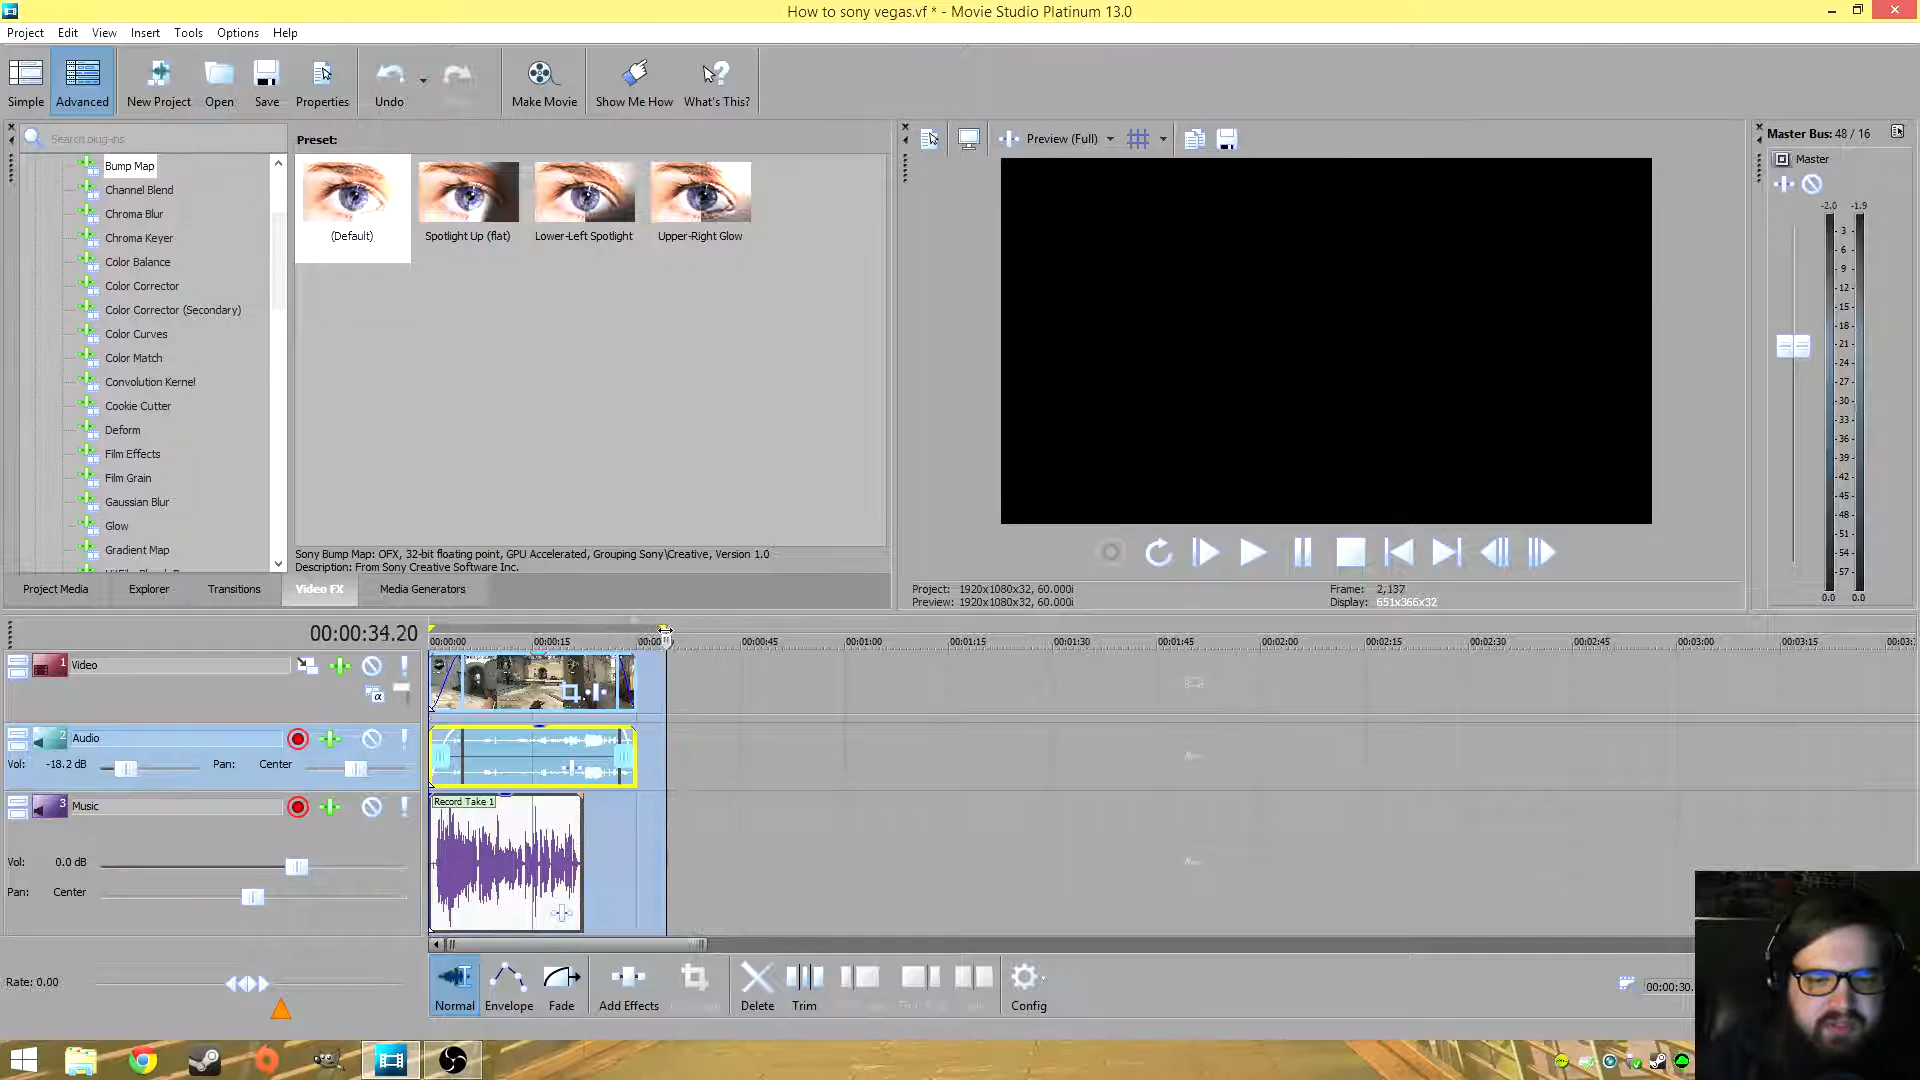 How to sony vegas.vf * - Movie Studio Platinum 13.0
Project Edit View Insert Tools Options Help
Simple Advanced New Project Open Save Properties Undo Make Movie Show Me How What's This?
Search plug-ins
Preset:
Preview (Full)
Master Bus: 48 / 16
Master
Bump Map
Channel Blend
Chroma Blur
Chroma Keyer
Color Balance
Color Corrector
Color Corrector (Secondary)
Color Curves
Color Match
Convolution Kernel
Cookie Cutter
Deform
Film Effects
Film Grain
Gaussian Blur
Glow
Gradient Map
(Default) Spotlight Up (flat) Lower-Left Spotlight Upper-Right Glow
-2.0 -1.9
3
6
9
12
15
18
21
24
27
30
33
36
39
42
45
48
51
54
57
0.0 0.0
Sony Bump Map: OFX, 32-bit floating point, GPU Accelerated, Grouping Sony\Creative, Version 1.0
Description: From Sony Creative Software Inc.
Project Media Explorer Transitions Video FX Media Generators
Project: 1920x1080x32, 60.000i
Preview: 1920x1080x32, 60.000i
Frame: 2,137
Display: 651x366x32
00:00:34.20
00:00:00 00:00:15 00:00:45 00:01:00 00:01:15 00:01:30 00:01:45 00:02:00 00:02:15 00:02:30 00:02:45 00:03:00 00:03:15
1 Video
2 Audio
Vol: -18.2 dB Pan: Center
3 Music
Vol: 0.0 dB
Pan: Center
Record Take 1
Rate: 0.00
Normal Envelope Fade Add Effects Delete Trim Config
00:00:30.